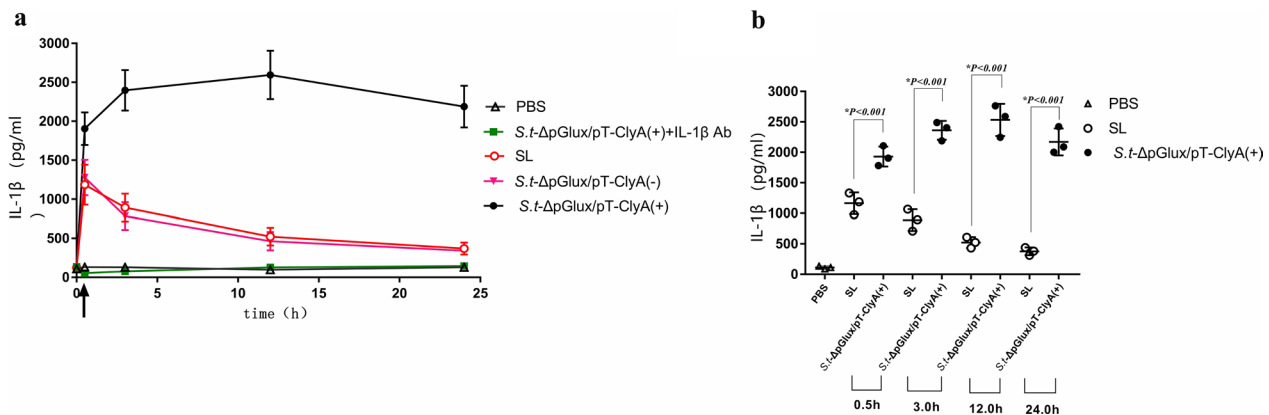 a
3000
2500
2000
1500
1000
500
0
IL-1β (pg/ml
)
0
5
10
15
20
25
time (h)
PBS
S.t-ΔpGlux/pT-ClyA(+)+IL-1β Ab
SL
S.t-ΔpGlux/pT-ClyA(-)
S.t-ΔpGlux/pT-ClyA(+)
b
3000
2500
2000
1500
1000
500
0
IL-1β (pg/ml)
*P<0.001
*P<0.001
*P<0.001
*P<0.001
PBS
SL
S.t-ΔpGlux/pT-ClyA(+)
PBS
SL
S.t-ΔpGlux/pT-ClyA(+)
SL
S.t-ΔpGlux/pT-ClyA(+)
SL
S.t-ΔpGlux/pT-ClyA(+)
SL
S.t-ΔpGlux/pT-ClyA(+)
0.5h
3.0h
12.0h
24.0h